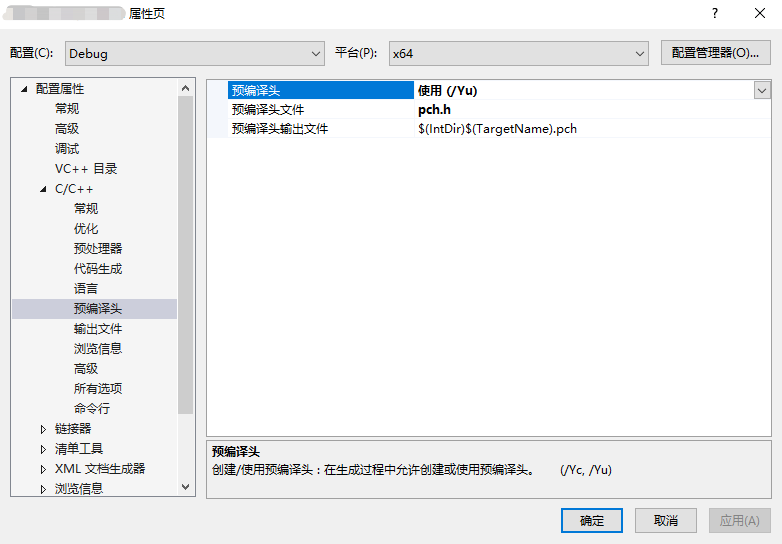 属性页
?
配置(C):
Debug
平台(P):
x64
配置管理器(O)...
配置属性
常规
高级
调试
VC++ 目录
C/C++
常规
优化
预处理器
代码生成
语言
预编译头
输出文件
浏览信息
高级
所有选项
命令行
链接器
清单工具
XML 文档生成器
浏览信息
预编译头 使用 (/Yu)
预编译头文件 pch.h
预编译头输出文件 $(IntDir)$(TargetName).pch
预编译头
创建/使用预编译头:在生成过程中允许创建或使用预编译头。 (/Yc, /Yu)
确定
取消
应用(A)